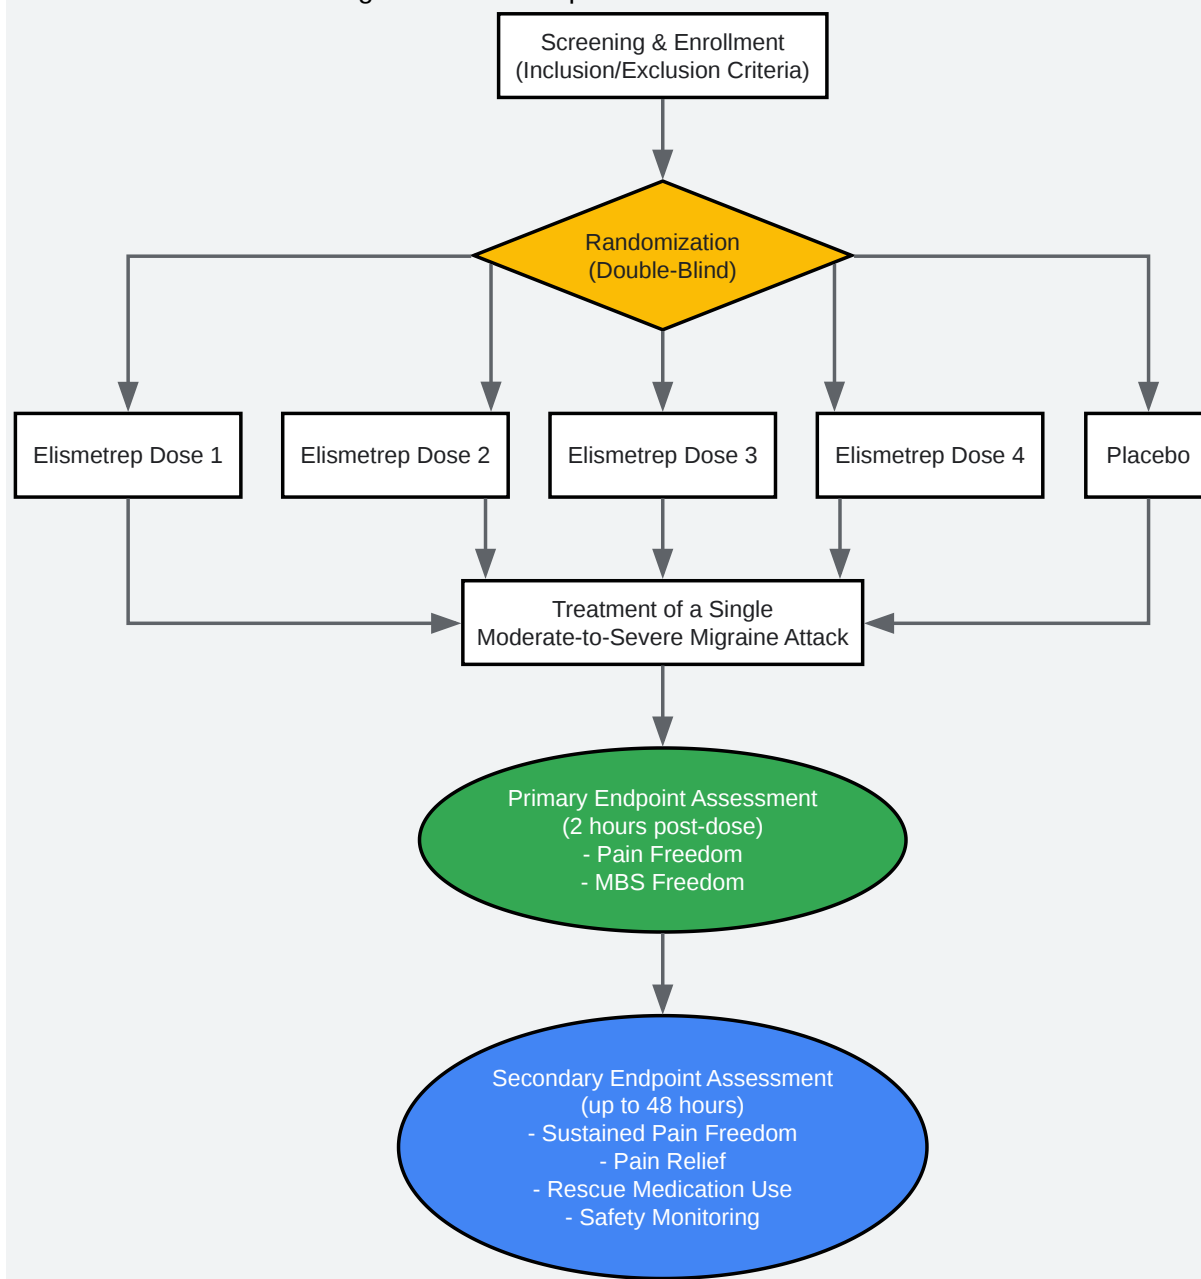 Screening & Enrollment
(Inclusion/Exclusion Criteria)
Randomization
(Double-Blind)
Elismetrep Dose 1
Elismetrep Dose 2
Elismetrep Dose 3
Elismetrep Dose 4
Placebo
Treatment of a Single
Moderate-to-Severe Migraine Attack
Primary Endpoint Assessment
(2 hours post-dose)
- Pain Freedom
- MBS Freedom
Secondary Endpoint Assessment
(up to 48 hours)
- Sustained Pain Freedom
- Pain Relief
- Rescue Medication Use
- Safety Monitoring